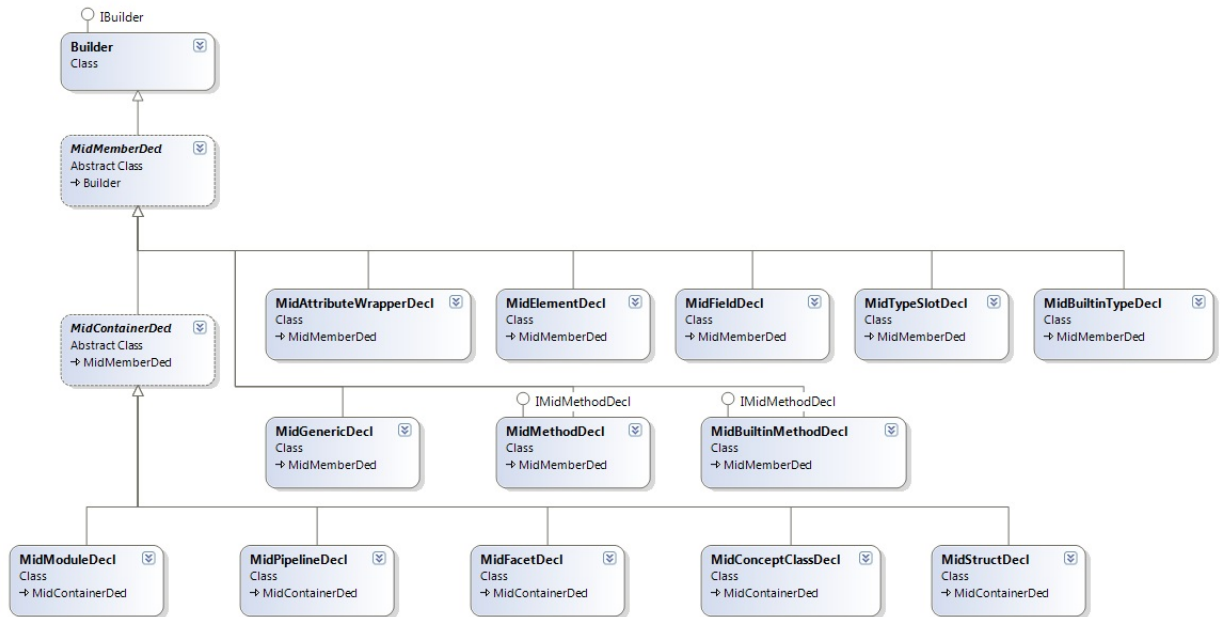 IBuilder
Builder
Class
MidMemberDecl
Abstract Class
Builder
MidAttributeWrapperDecl
Class
MidMemberDed
MidElementDecl
Class
MidMemberDed
MidFieldDecl
Class
MidMemberDed
MidTypeSlotDecl
Class
MidMemberDed
MidBuiltinTypeDecl
Class
MidMemberDed
MidContainerDed
Abstract Class
MidMemberDed
MidGenericDecl
Class
MidMemberDed
IMidMethodDecl
MidMethodDecl
Class
MidMemberDed
IMidMethodDecl
MidBuiltinMethodDecl
Class
MidMemberDed
MidModuleDecl
Class
MidContainerDed
MidPipelineDecl
Class
MidContainerDed
MidFacetDecl
Class
MidContainerDed
MidConceptClassDecl
Class
MidContainerDed
MidStructDecl
Class
MidContainerDed